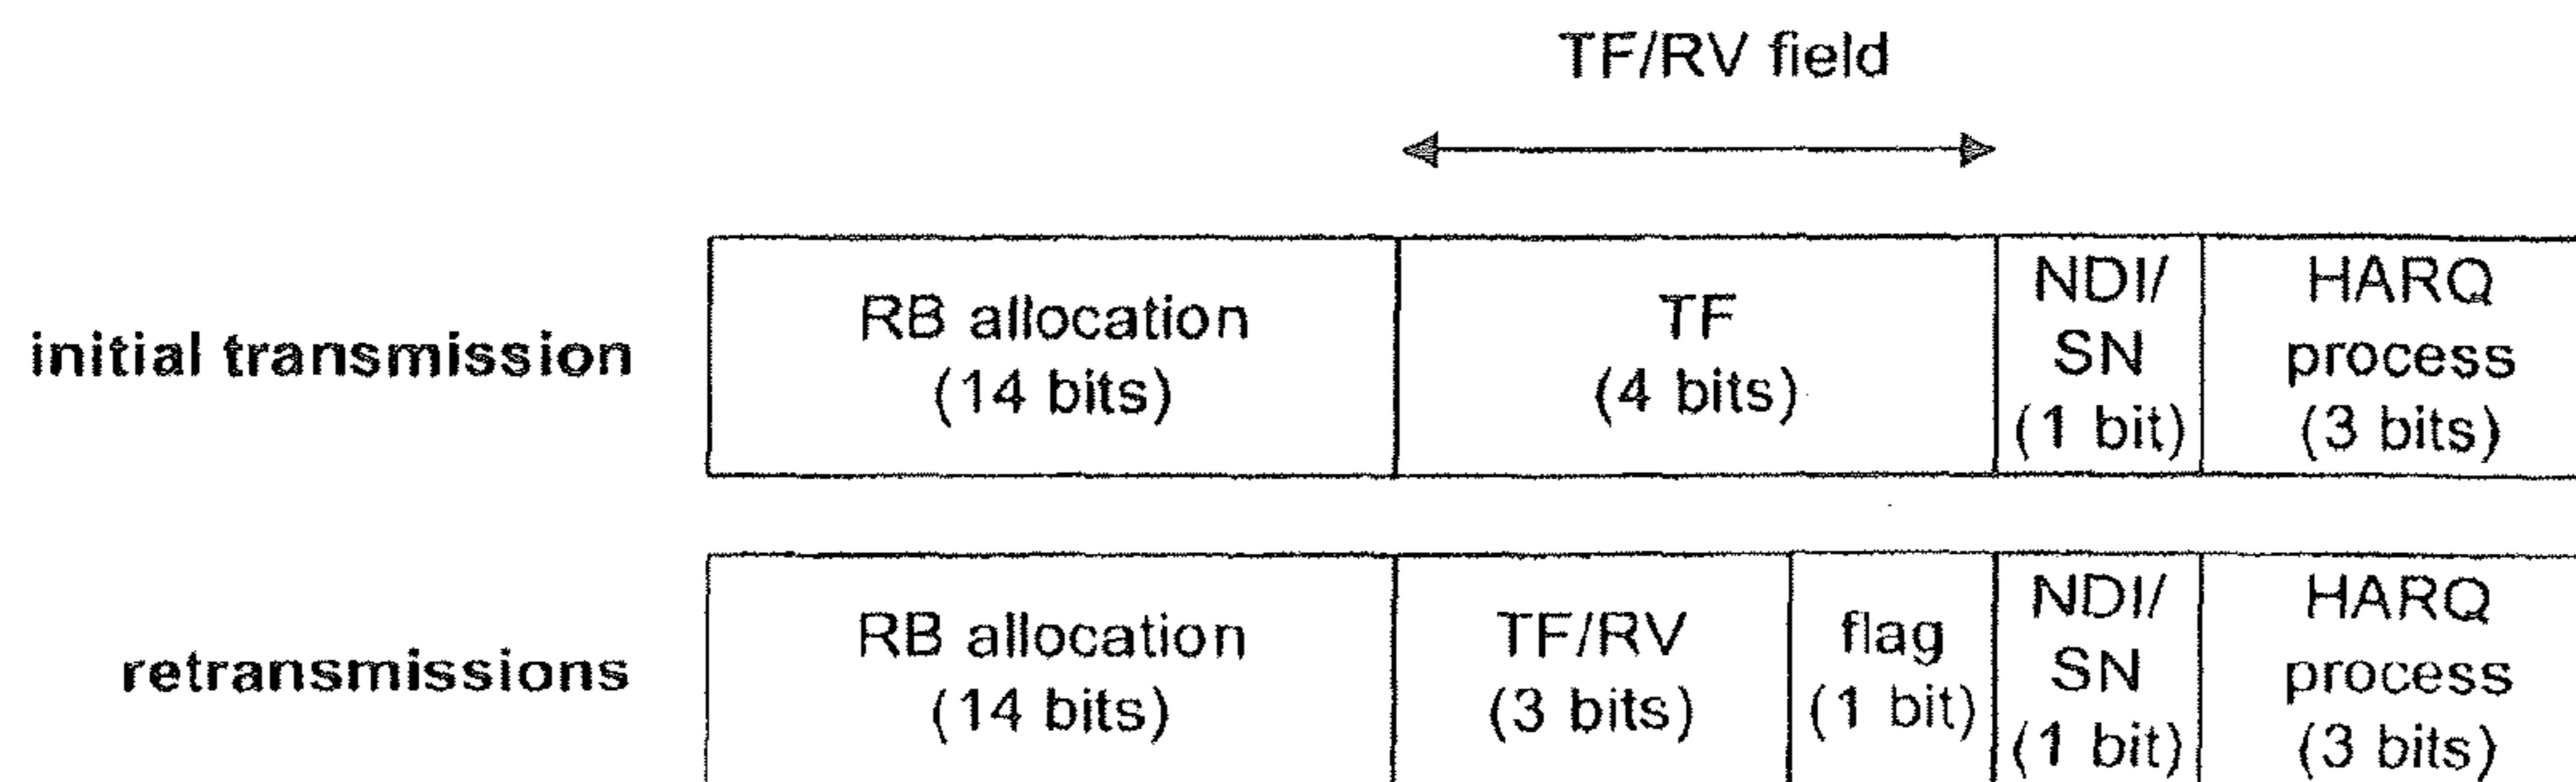 TF/RV field
initial transmission
RB allocation
(14 bits)
TF
(4 bits)
NDI/
SN
(1 bit)
HARQ
process
(3 bits)
retransmissions
RB allocation
(14 bits)
TF/RV
(3 bits)
flag
(1 bit)
NDI/
SN
(1 bit)
HARQ
process
(3 bits)